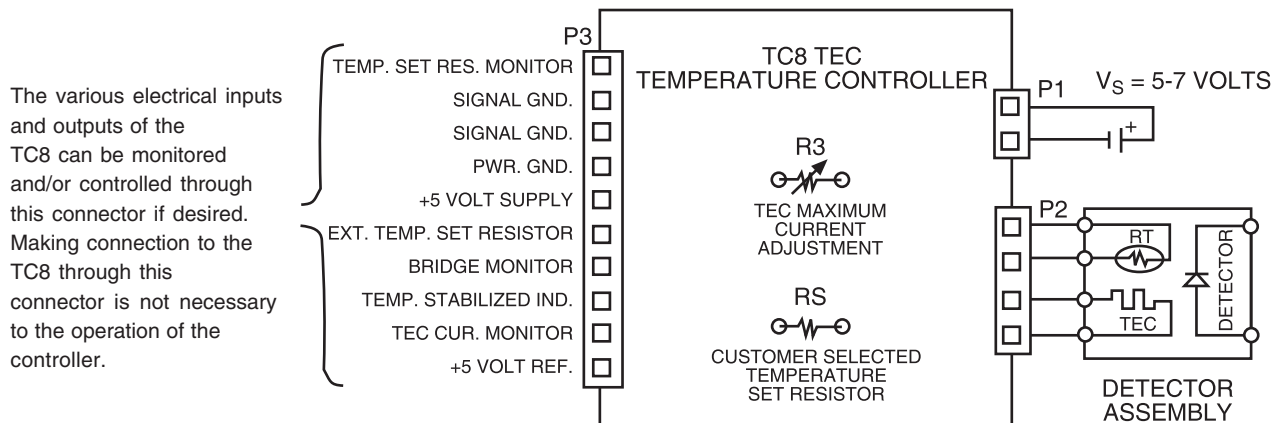 The various electrical inputs
and outputs of the
TC8 can be monitored
and/or controlled through
this connector if desired.
Making connection to the
TC8 through this
connector is not necessary
to the operation of the
controller.
P3
TEMP. SET RES. MONITOR
SIGNAL GND.
SIGNAL GND.
PWR. GND.
+5 VOLT SUPPLY
EXT. TEMP. SET RESISTOR
BRIDGE MONITOR
TEMP. STABILIZED IND.
TEC CUR. MONITOR
+5 VOLT REF.
TC8 TEC
TEMPERATURE CONTROLLER
R3
TEC MAXIMUM
CURRENT
ADJUSTMENT
RS
CUSTOMER SELECTED
TEMPERATURE
SET RESISTOR
P1
VS = 5-7 VOLTS
+
P2
RT
TEC
DETECTOR
DETECTOR
ASSEMBLY